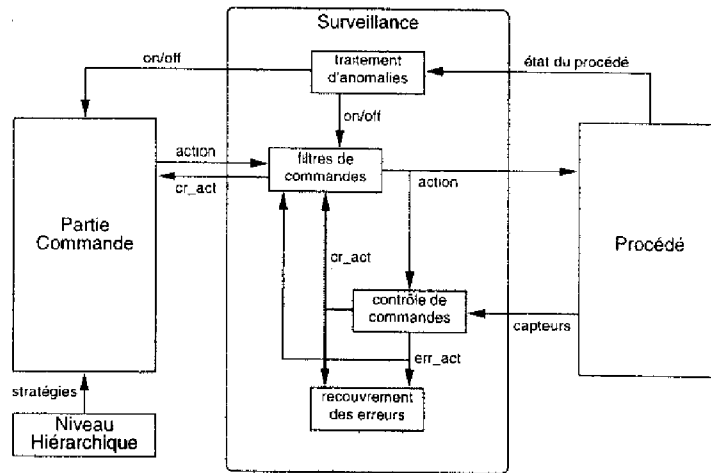 Surveillance
traitement
d'anomalies
on/off
état du procédé
on/off
action
filtres de
commandes
cr_act
action
Partie
Commande
Procédé
cr_act
contrôle de
commandes
capteurs
err_act
stratégies
recouvrement
des erreurs
Niveau
Hiérarchique